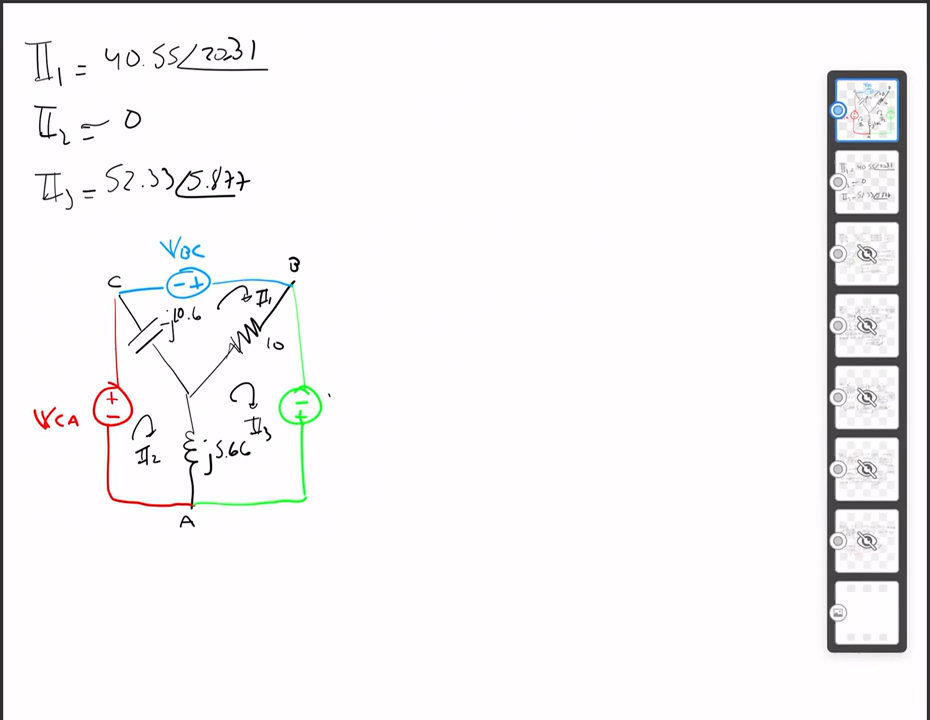 I₁ = 40.55∠20.31
I₂ = 0
I₃ = 52.33∠5.877
VBC
C
B
- +
I₁
-j10.6
10
+
-
VCA
I₂
I₃
-
+
j5.66
A